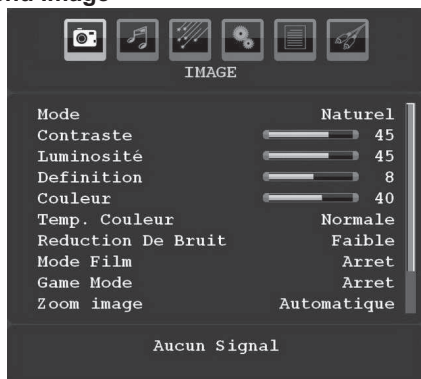 IMAGE
Mode Naturel
Contraste 45
Luminosité 45
Definition 8
Couleur 40
Temp. Couleur Normale
Reduction De Bruit Faible
Mode Film Arret
Game Mode Arret
Zoom image Automatique
Aucun Signal